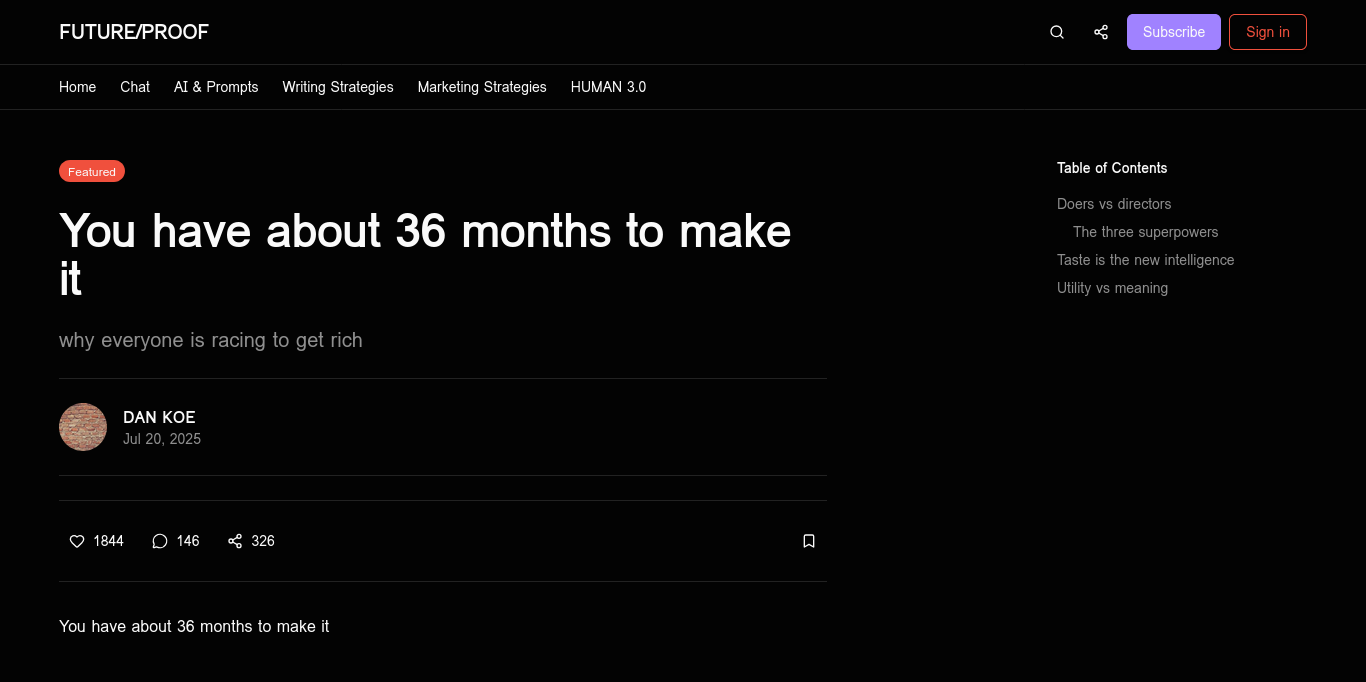 FUTURE/PROOF
Subscribe
Sign in
Home
Chat
AI & Prompts
Writing Strategies
Marketing Strategies
HUMAN 3.0
Featured
You have about 36 months to make
it
why everyone is racing to get rich
DAN KOE
Jul 20, 2025
1844
146
326
You have about 36 months to make it
Table of Contents
Doers vs directors
The three superpowers
Taste is the new intelligence
Utility vs meaning